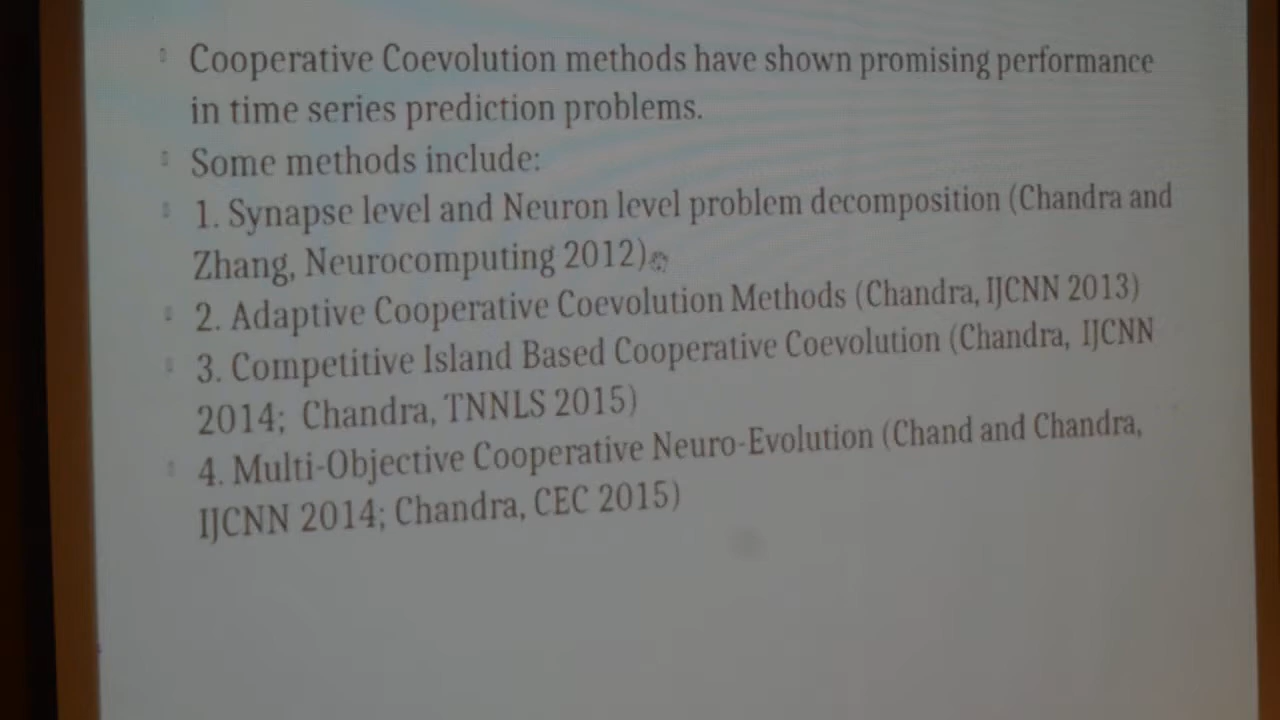 Cooperative Coevolution methods have shown promising performance
in time series prediction problems.
Some methods include:
1. Synapse level and Neuron level problem decomposition (Chandra and
Zhang, Neurocomputing 2012)
2. Adaptive Cooperative Coevolution Methods (Chandra, IJCNN 2013)
3. Competitive Island Based Cooperative Coevolution (Chandra, IJCNN
2014; Chandra, TNNLS 2015)
4. Multi-Objective Cooperative Neuro-Evolution (Chand and Chandra,
IJCNN 2014; Chandra, CEC 2015)